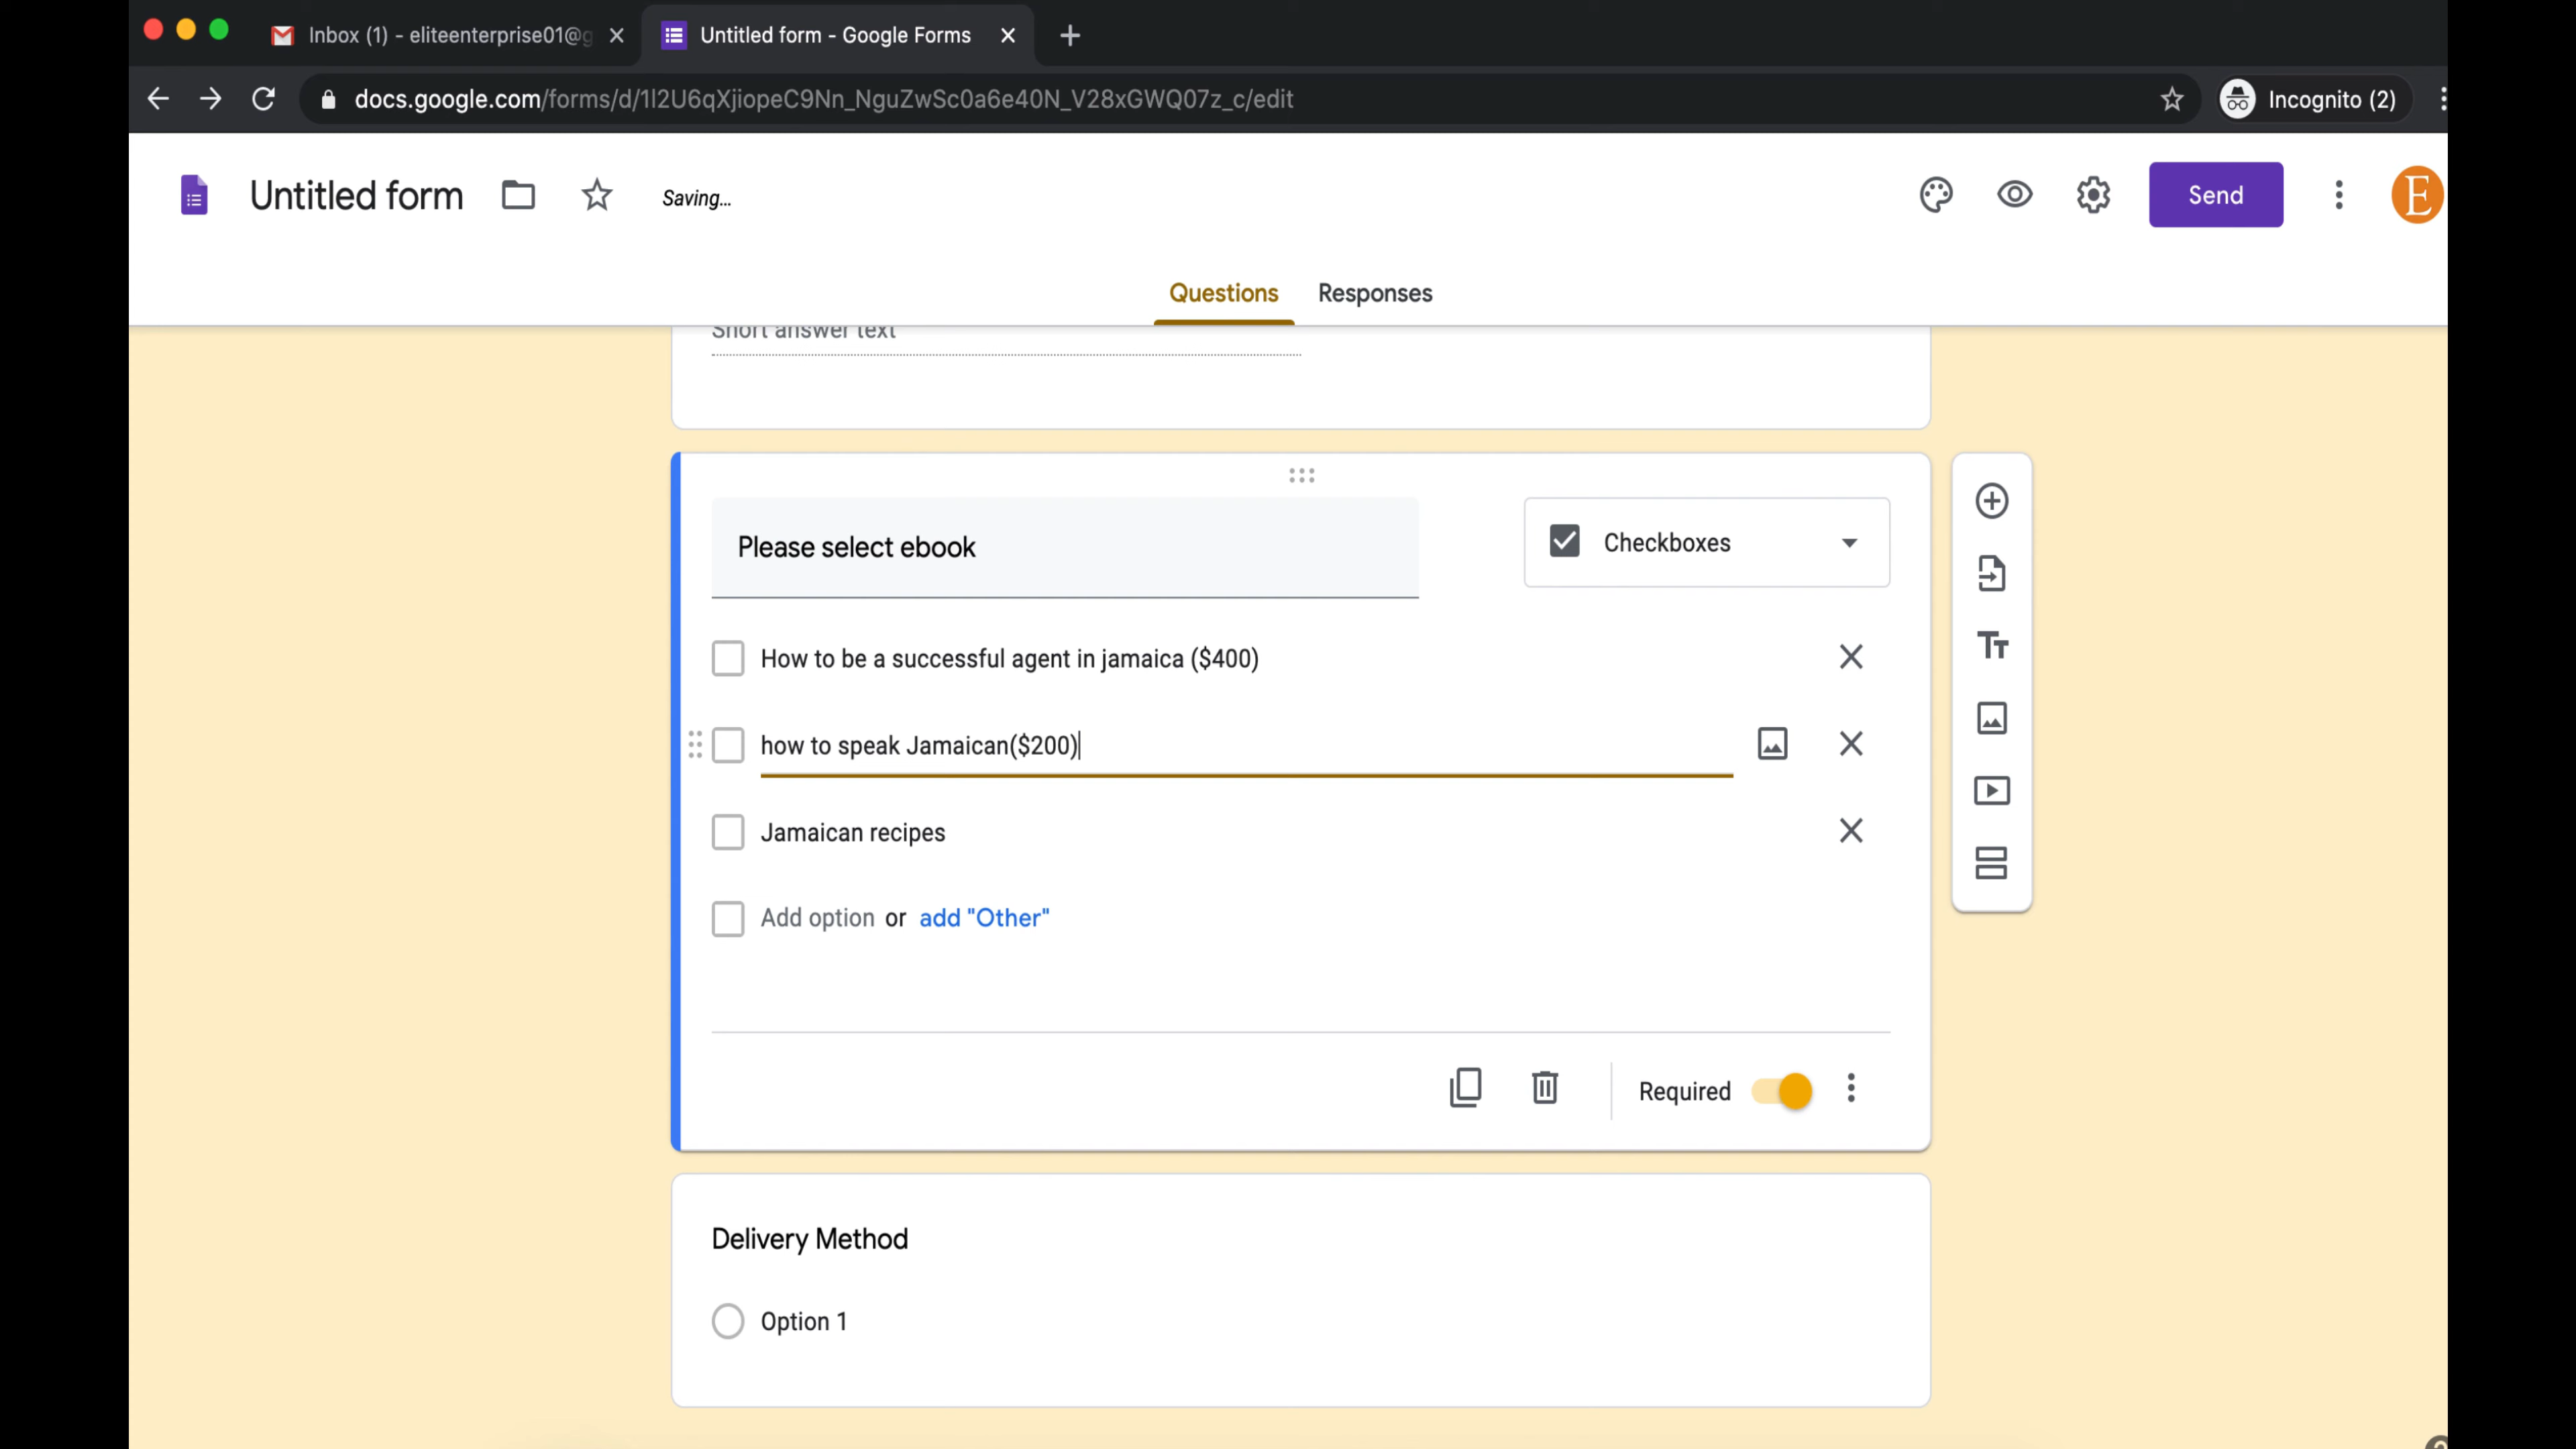 Inbox (1) - eliteenterprise01@g
Untitled form - Google Forms
docs.google.com/forms/d/1l2U6qXjiopeC9Nn_NguZwSc0a6e40N_V28xGWQ07z_c/edit
Incognito (2)
Untitled form
Saving...
Send
E
Questions
Responses
Short answer text
Please select ebook
Checkboxes
How to be a successful agent in jamaica ($400)
how to speak Jamaican($200)
Jamaican recipes
Add option or add "Other"
Required
Delivery Method
Option 1